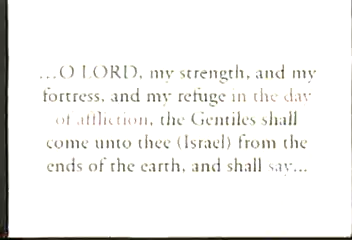 ...O LORD, my strength, and my
fortress, and my refuge in the day
of affliction, the Gentiles shall
come unto thee (Israel) from the
ends of the earth, and shall say...